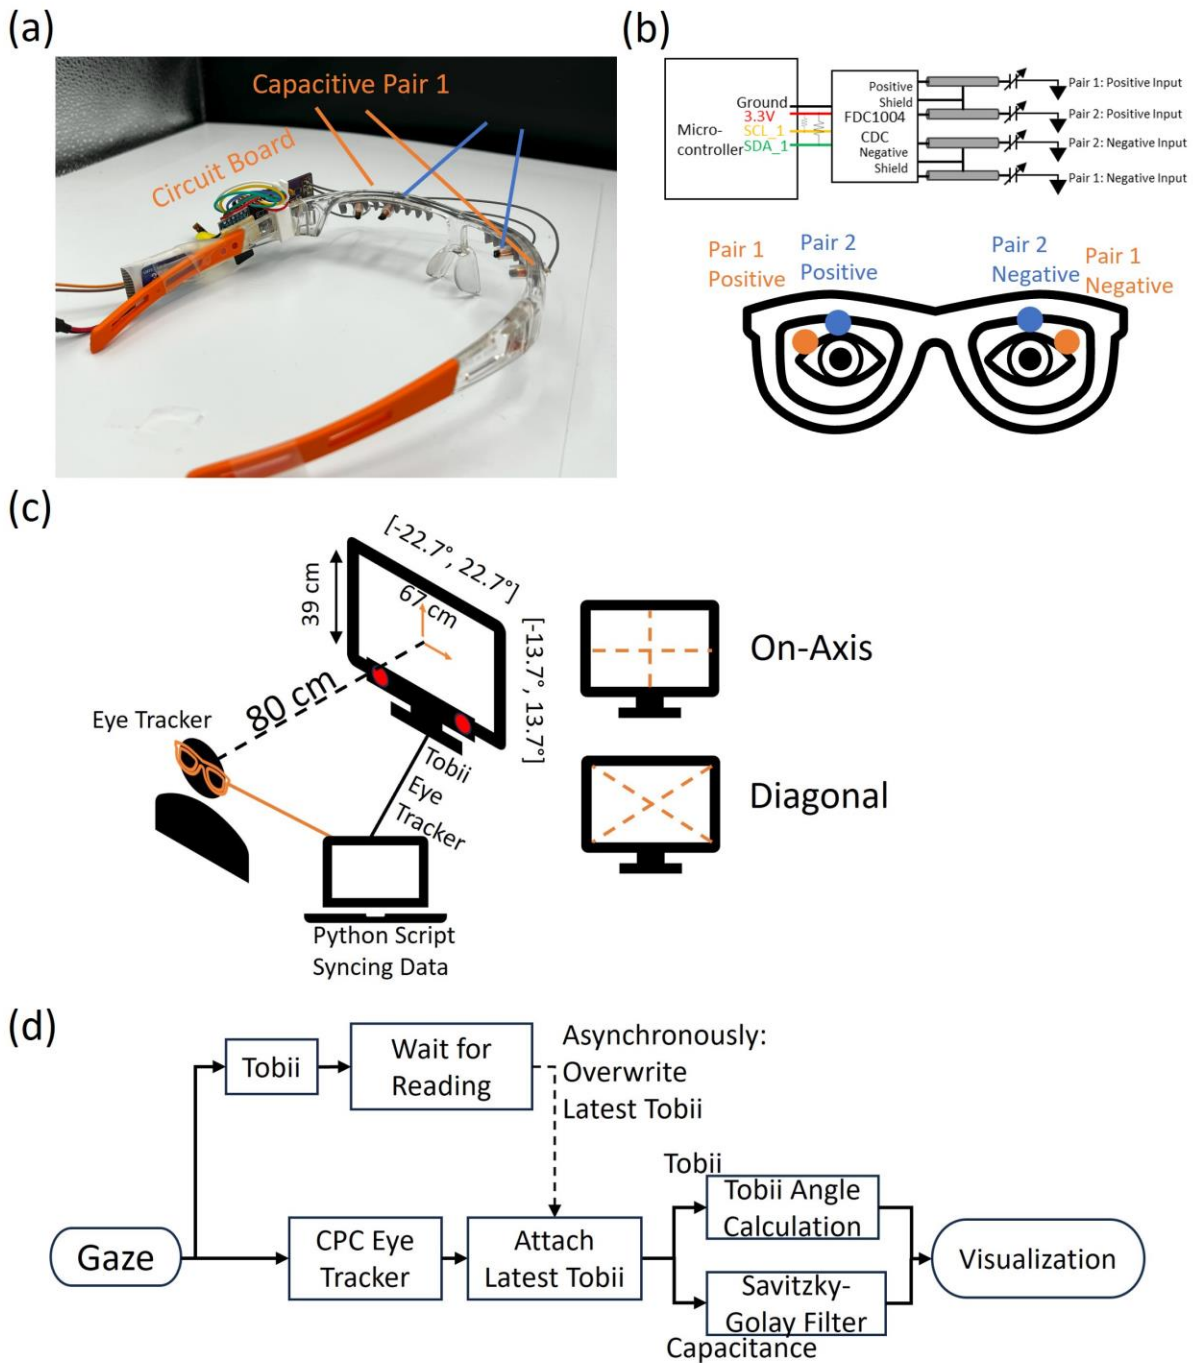 (a)
Capacitive Pair 1
Circuit Board
(b)
Micro-
controller
Ground
3.3V
SCL_1
SDA_1
Positive
Shield
FDC1004
CDC
Negative
Shield
Pair 1: Positive Input
Pair 2: Positive Input
Pair 2: Negative Input
Pair 1: Negative Input
Pair 1
Positive
Pair 2
Positive
Pair 2
Negative
Pair 1
Negative
(c)
39 cm
[-22.7°, 22.7°]
67 cm
[-13.7°, 13.7°]
80 cm
Eye Tracker
Tobii
Eye
Tracker
Python Script
Syncing Data
On-Axis
Diagonal
(d)
Gaze
Tobii
Wait for
Reading
Asynchronously:
Overwrite
Latest Tobii
CPC Eye
Tracker
Attach
Latest Tobii
Tobii
Tobii Angle
Calculation
Savitzky-
Golay Filter
Capacitance
Visualization